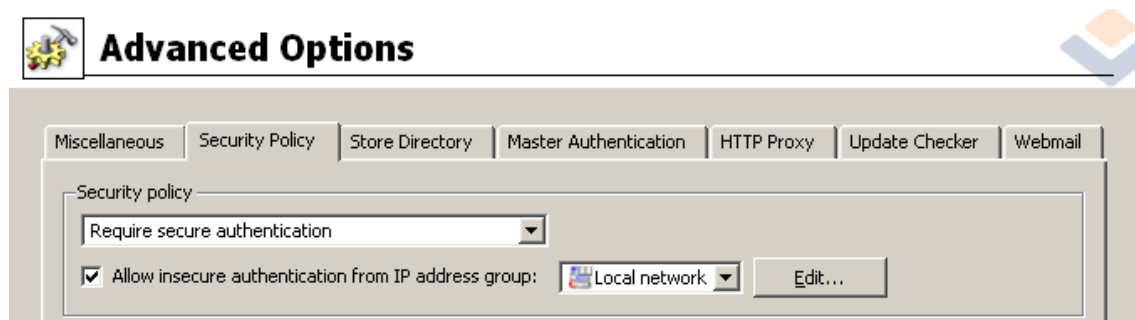 Advanced Options
Miscellaneous Security Policy Store Directory Master Authentication HTTP Proxy Update Checker Webmail
Security policy
Require secure authentication
Allow insecure authentication from IP address group: Local network Edit...